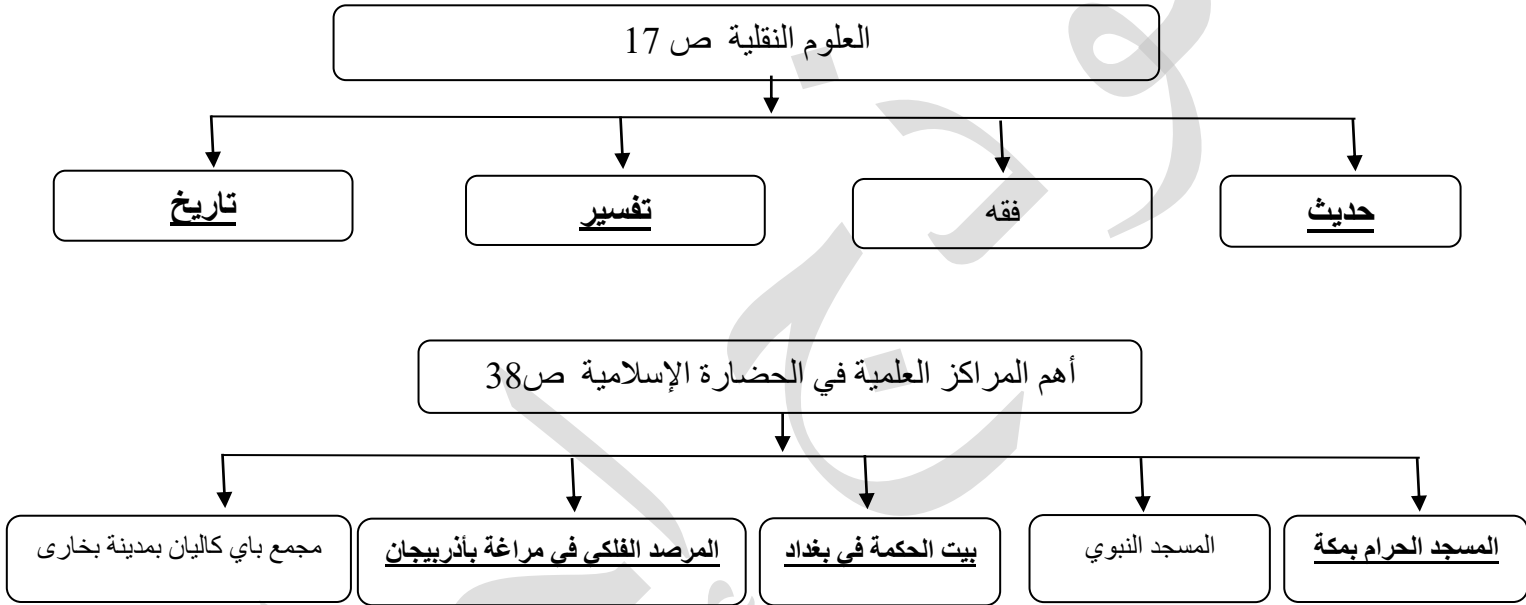 العلوم النقلية ص 17
حديث
فقه
تفسير
تاريخ
أهم المراكز العلمية في الحضارة الإسلامية ص38
المسجد الحرام بمكة
المسجد النبوي
بيت الحكمة في بغداد
المرصد الفلكي في مراغة بأذربيجان
مجمع باي كاليان بمدينة بخارى